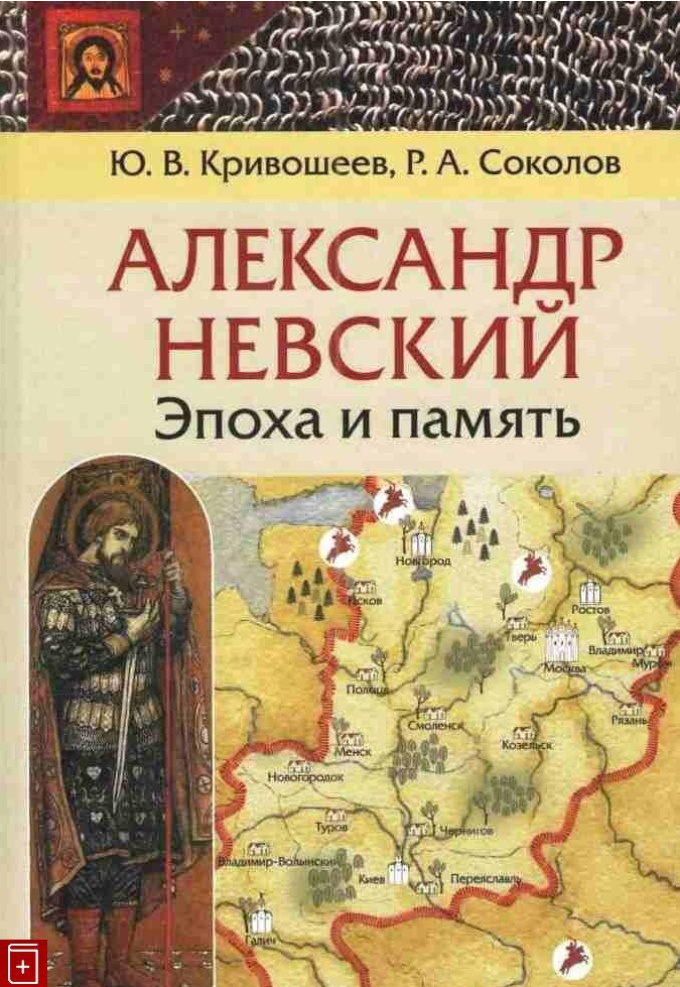 Ю. В. Кривошеев, Р. А. Соколов
АЛЕКСАНДР
НЕВСКИЙ
Эпоха и память
Новгород
Псков
Ростов
Тверь
Владимир
Москва
Муром
Полоцк
Смоленск
Рязань
Козельск
Менск
Новогородок
Туров
Чернигов
Владимир-Волынский
Киев
Переяславль
Галич